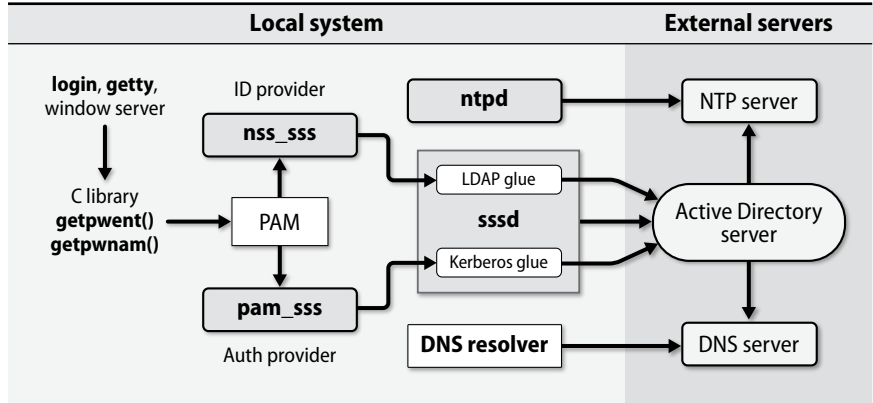 Local system
External servers
login, getty,
window server
C library
getpwent()
getpwnam()
ID provider
nss_sss
PAM
pam_sss
Auth provider
ntpd
LDAP glue
sssd
Kerberos glue
DNS resolver
NTP server
Active Directory
server
DNS server